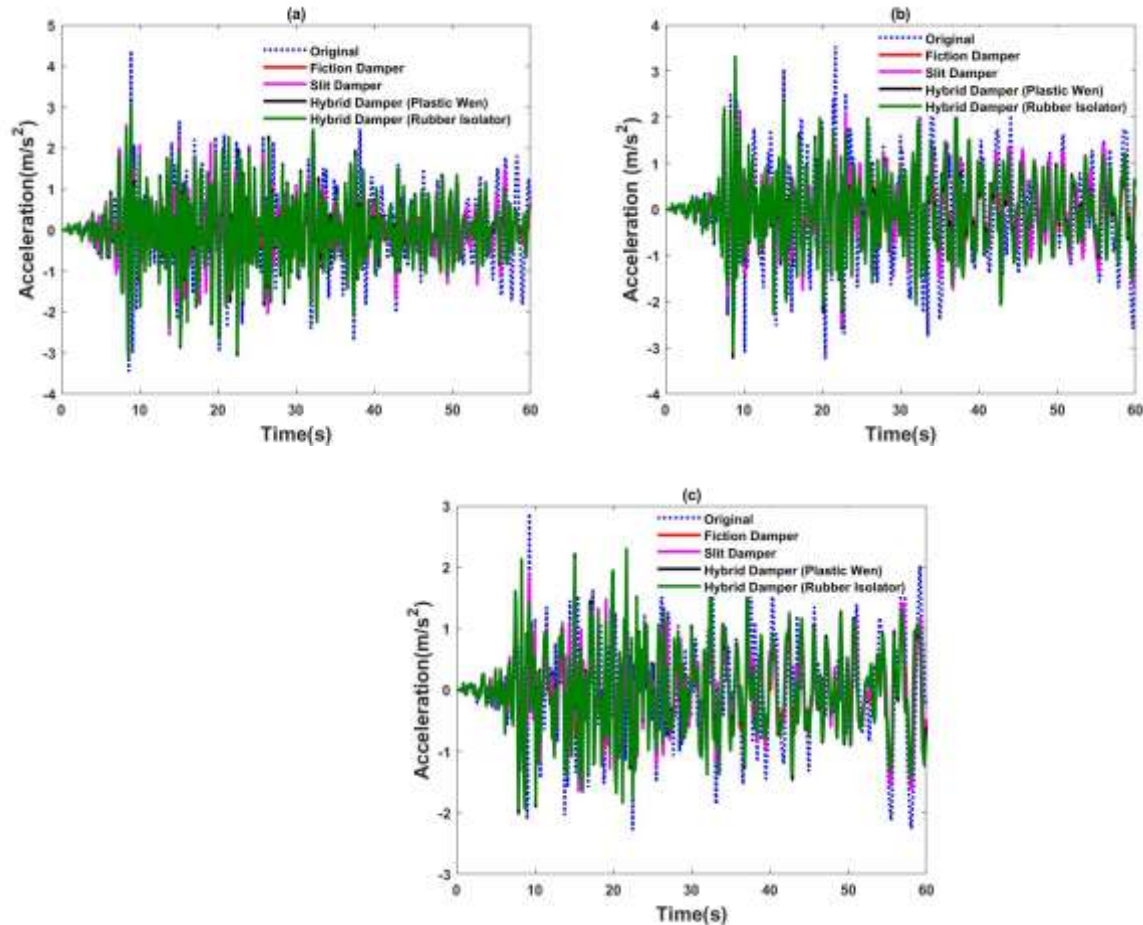 (a)
5
4
3
2
1
0
-1
-2
-3
-4
Acceleration(m/s²)
Original
Fiction Damper
Slit Damper
Hybrid Damper (Plastic Wen)
Hybrid Damper (Rubber Isolator)
0 10 20 30 40 50 60
Time(s)
(b)
4
3
2
1
0
-1
-2
-3
-4
Acceleration (m/s²)
Original
Fiction Damper
Slit Damper
Hybrid Damper (Plastic Wen)
Hybrid Damper (Rubber Isolator)
0 10 20 30 40 50 60
Time(s)
(c)
3
2
1
0
-1
-2
-3
Acceleration(m/s²)
Original
Fiction Damper
Slit Damper
Hybrid Damper (Plastic Wen)
Hybrid Damper (Rubber Isolator)
0 10 20 30 40 50 60
Time(s)